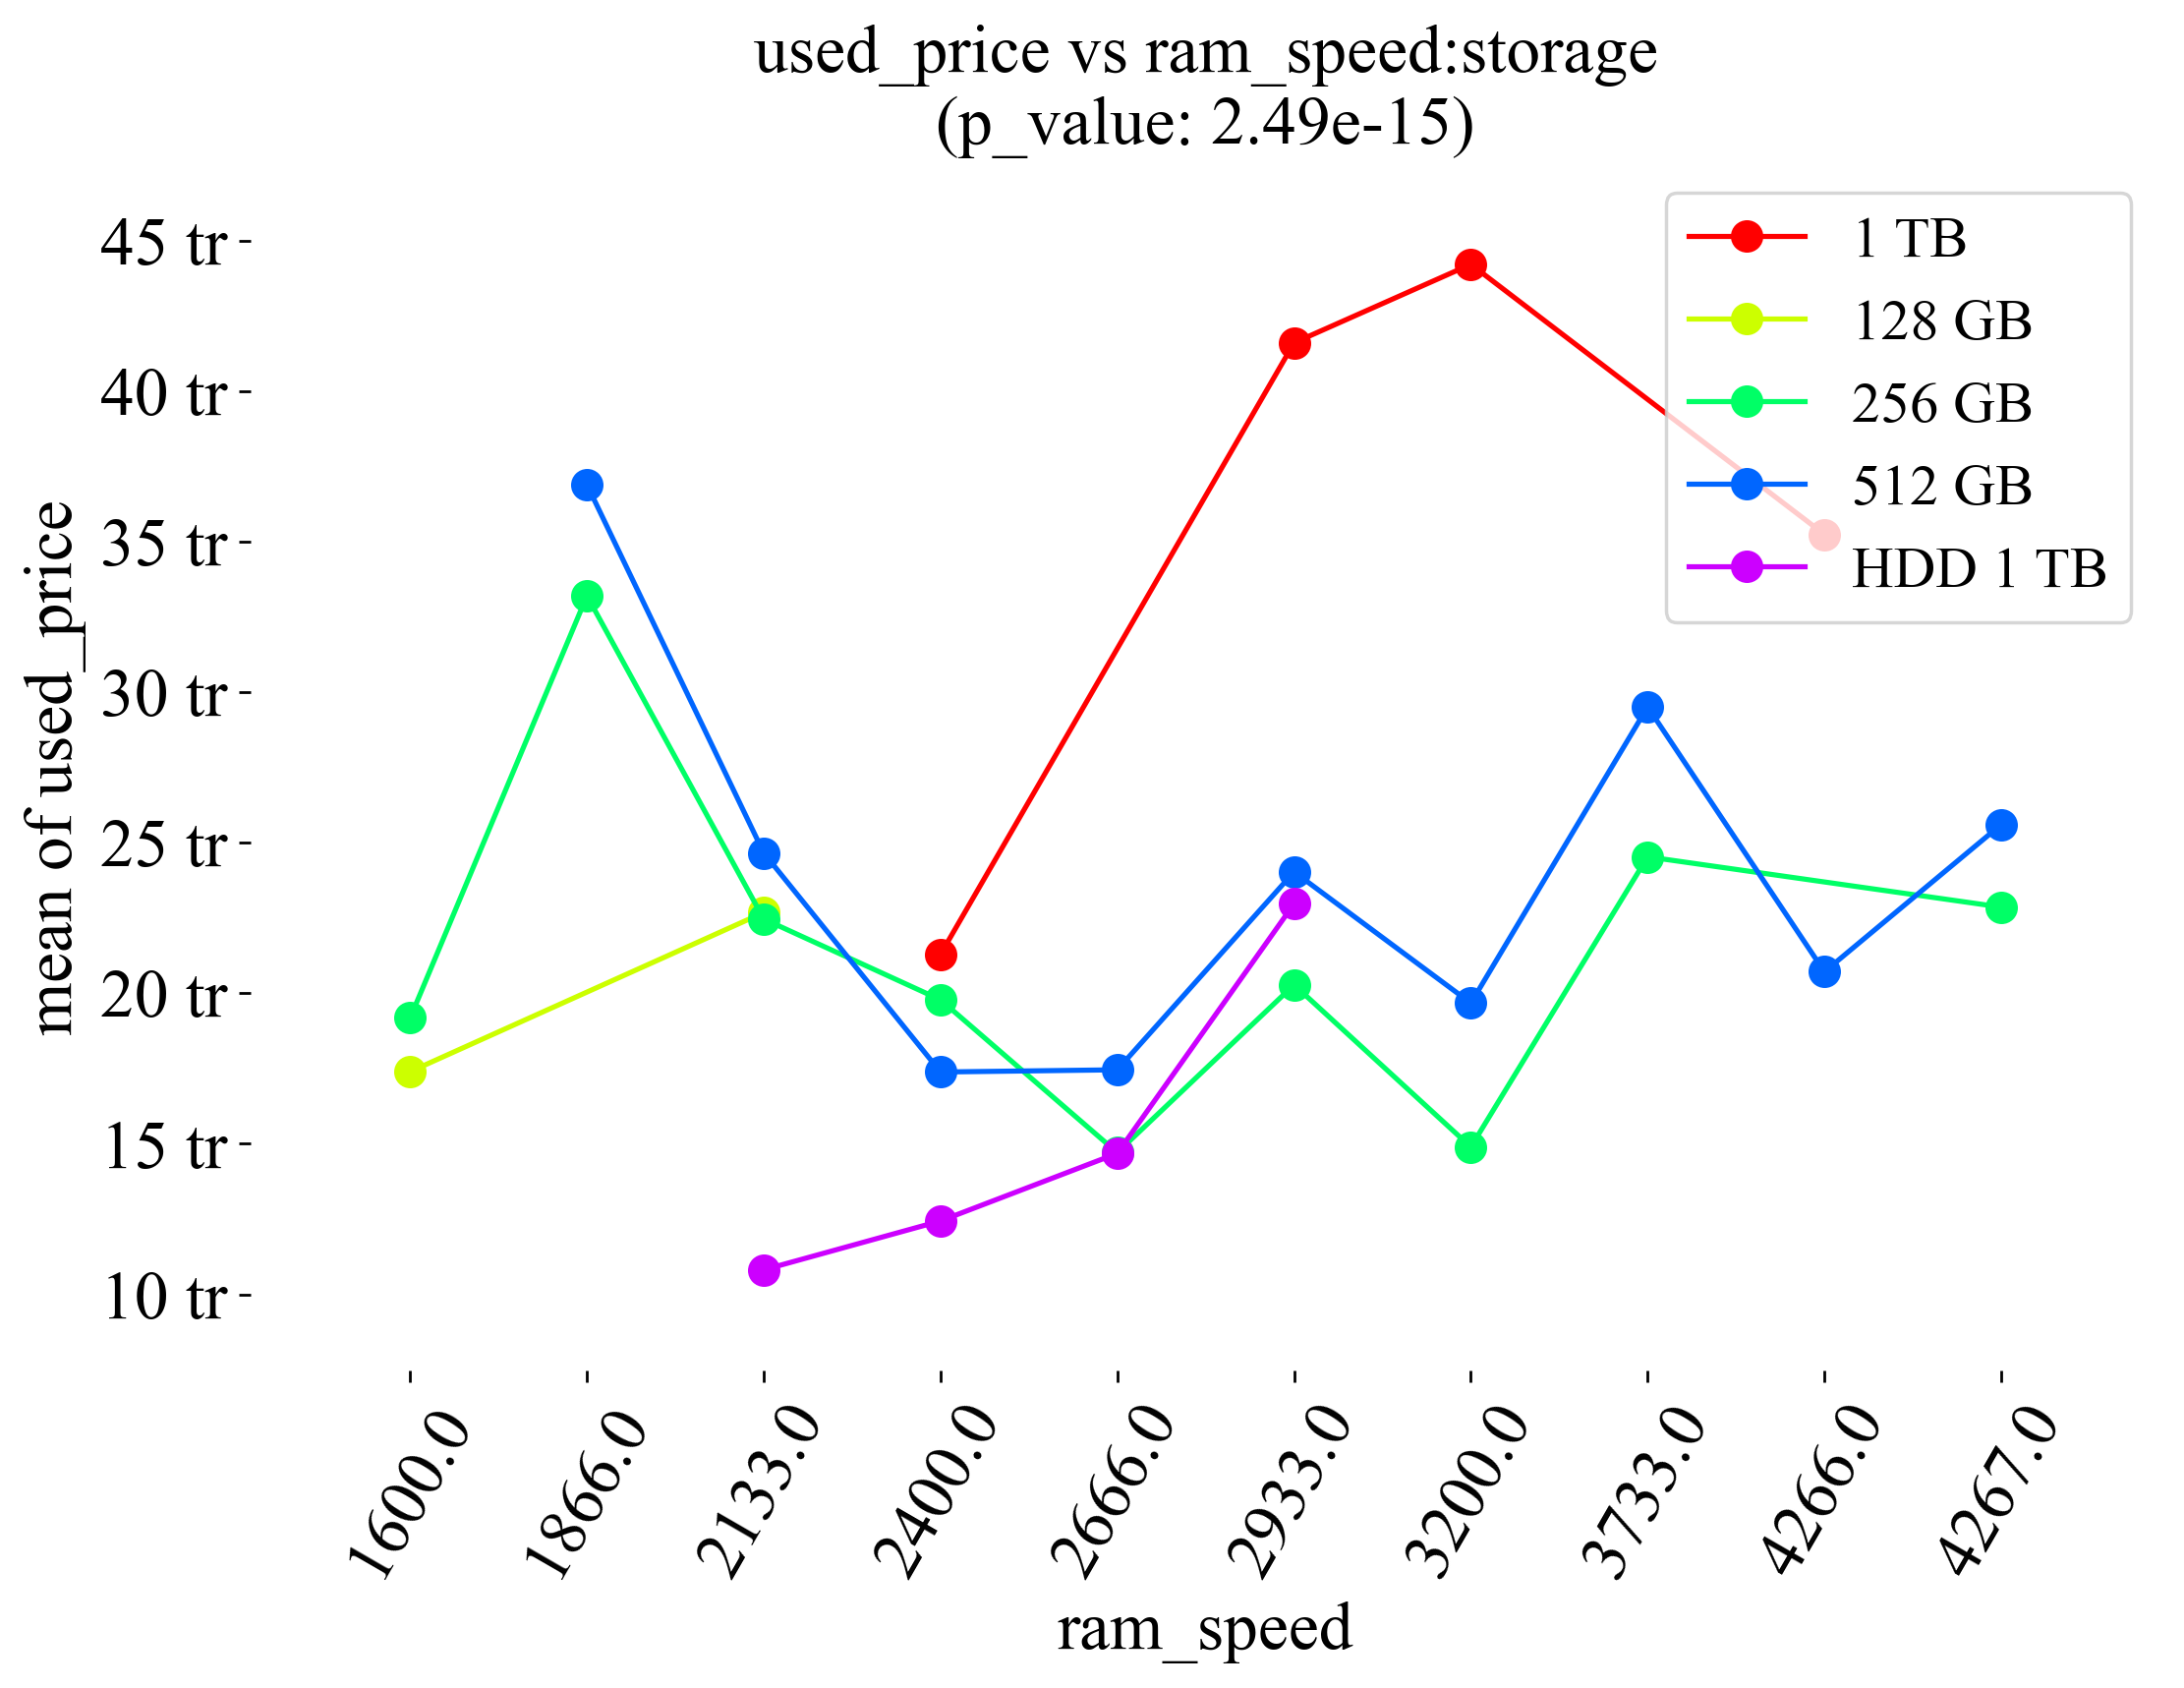 used_price vs ram_speed:storage
(p_value: 2.49e-15)
1 TB
128 GB
256 GB
512 GB
HDD 1 TB
mean of used_price
45 tr
40 tr
35 tr
30 tr
25 tr
20 tr
15 tr
10 tr
1600.0
1866.0
2133.0
2400.0
2666.0
2933.0
3200.0
3733.0
4266.0
4267.0
ram_speed